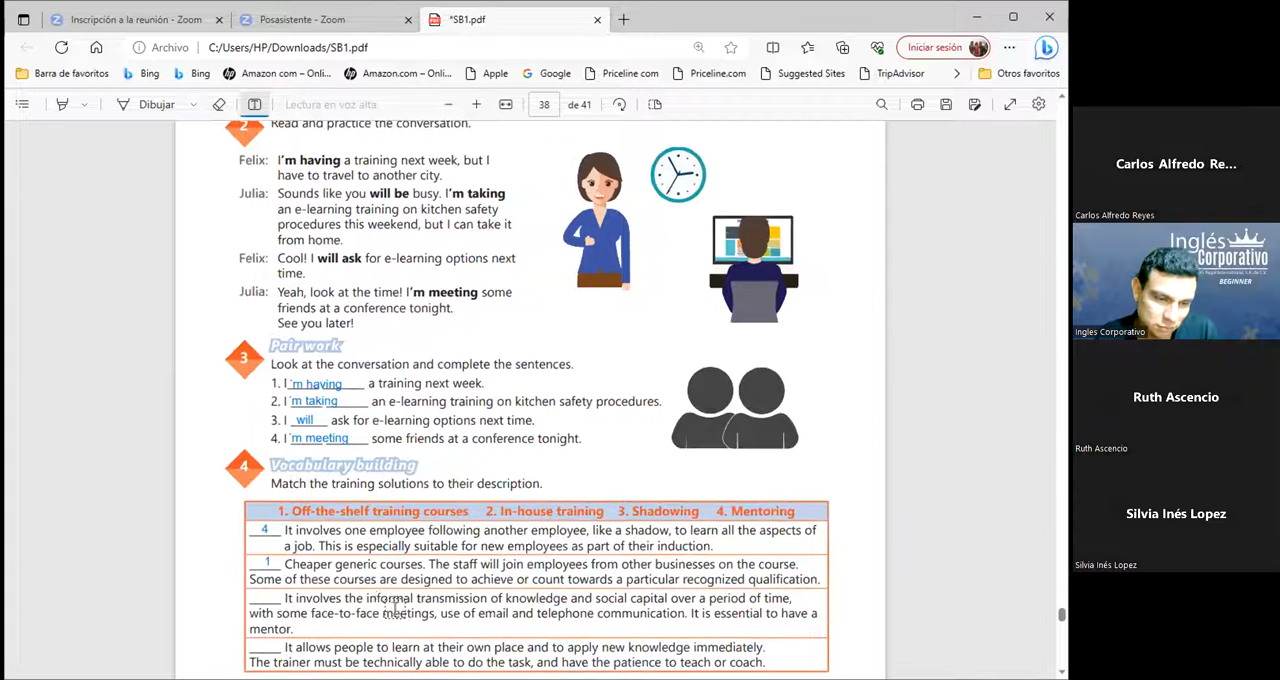 Inscripción a la reunión - Zoom
Posasistente - Zoom
*SB1.pdf
Archivo
C:/Users/HP/Downloads/SB1.pdf
Iniciar sesión
Barra de favoritos
Bing
Bing
Amazon com – Onli...
Amazon.com – Onli...
Apple
Google
Priceline com
Priceline.com
Suggested Sites
TripAdvisor
Otros favoritos
Dibujar
Lectura en voz alta
38
de 41
2
Read and practice the conversation.
Felix: I'm having a training next week, but I
have to travel to another city.
Julia: Sounds like you will be busy. I'm taking
an e-learning training on kitchen safety
procedures this weekend, but I can take it
from home.
Felix: Cool! I will ask for e-learning options next
time.
Julia: Yeah, look at the time! I'm meeting some
friends at a conference tonight.
See you later!
3
Pair work
Look at the conversation and complete the sentences.
1. I 'm having a training next week.
2. I 'm taking an e-learning training on kitchen safety procedures.
3. I will ask for e-learning options next time.
4. I 'm meeting some friends at a conference tonight.
4
Vocabulary building
Match the training solutions to their description.
1. Off-the-shelf training courses 2. In-house training 3. Shadowing 4. Mentoring
4 It involves one employee following another employee, like a shadow, to learn all the aspects of
a job. This is especially suitable for new employees as part of their induction.
1 Cheaper generic courses. The staff will join employees from other businesses on the course.
Some of these courses are designed to achieve or count towards a particular recognized qualification.
_____ It involves the informal transmission of knowledge and social capital over a period of time,
with some face-to-face meetings, use of email and telephone communication. It is essential to have a
mentor.
_____ It allows people to learn at their own place and to apply new knowledge immediately.
The trainer must be technically able to do the task, and have the patience to teach or coach.
Carlos Alfredo Re...
Carlos Alfredo Reyes
Inglés
Corporativo
BEGINNER
Ingles Corporativo
Ruth Ascencio
Ruth Ascencio
Silvia Inés Lopez
Silvia Inés Lopez